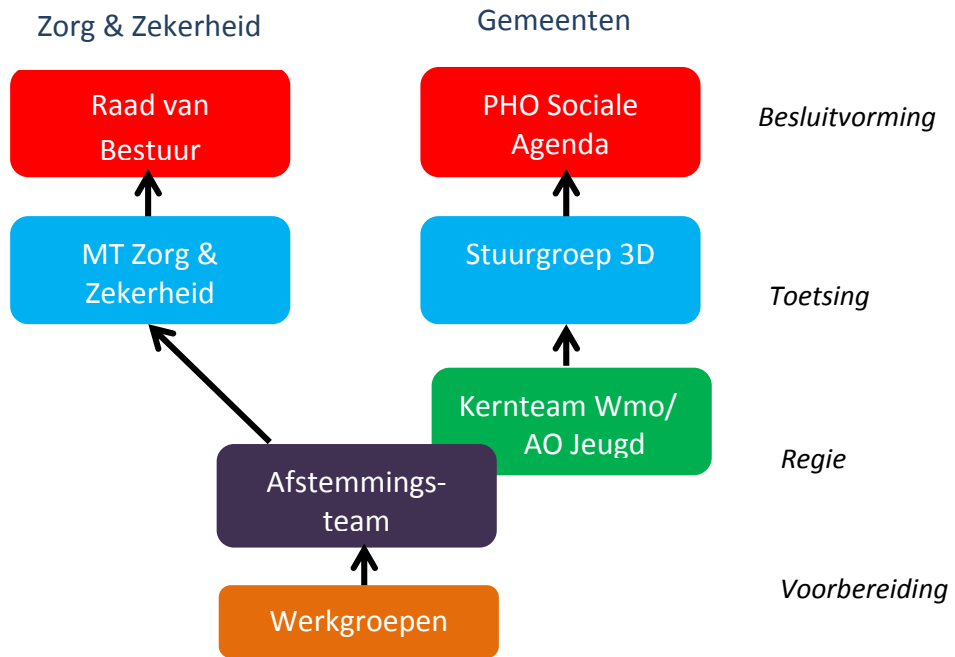 Zorg & Zekerheid
Gemeenten
Raad van
Bestuur
PHO Sociale
Agenda
Besluitvorming
MT Zorg &
Zekerheid
Stuurgroep 3D
Toetsing
Kernteam Wmo/
AO Jeugd
Regie
Afstemmings-
team
Voorbereiding
Werkgroepen